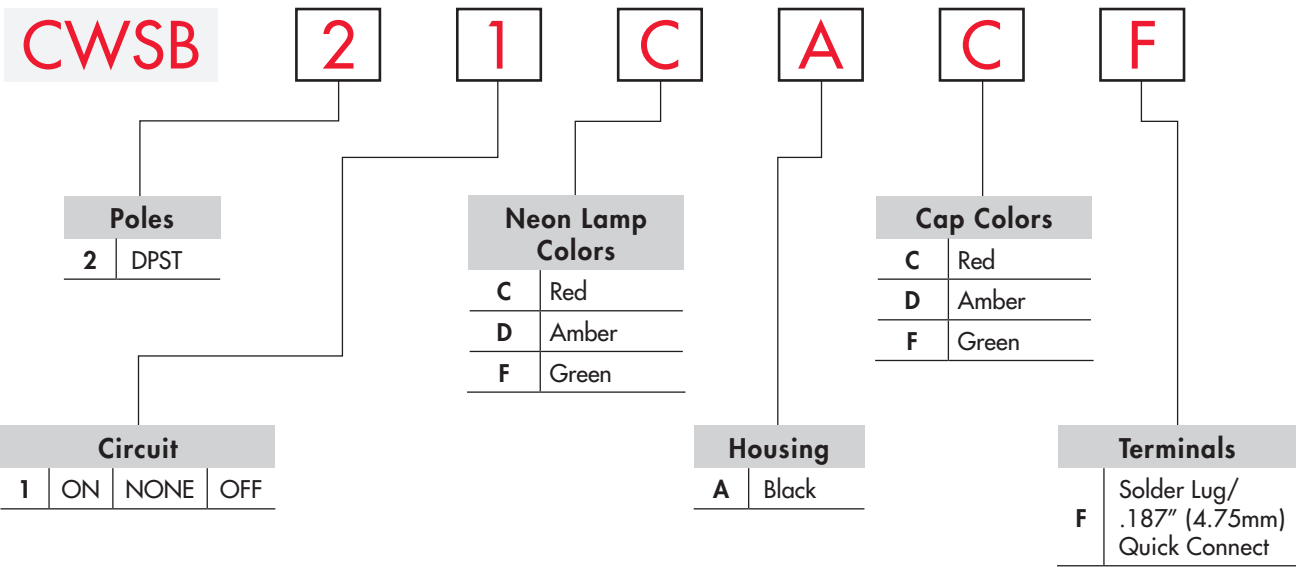 CWSB 2 1 C A C F
Poles
2 DPST
Circuit
1 ON NONE OFF
Neon Lamp
Colors
C Red
D Amber
F Green
Housing
A Black
Cap Colors
C Red
D Amber
F Green
Terminals
F Solder Lug/
.187” (4.75mm)
Quick Connect